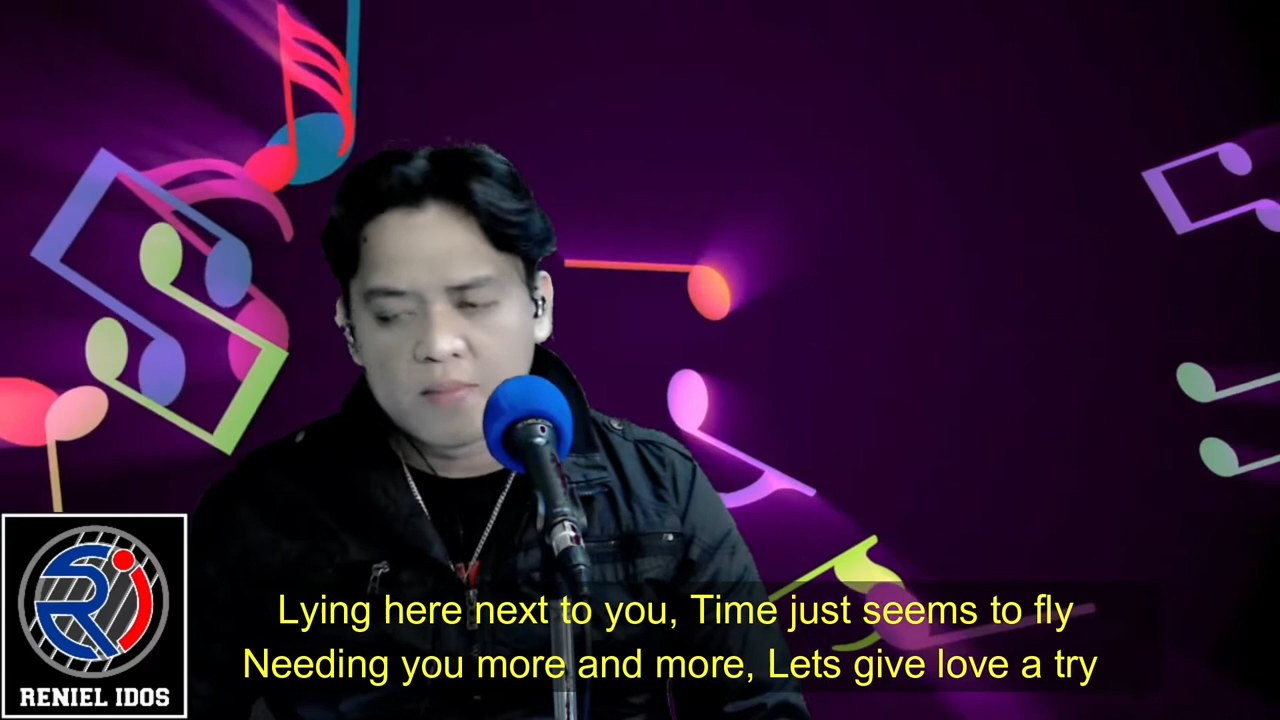 Lying here next to you, Time just seems to fly
Needing you more and more, Lets give love a try
RENIEL IDOS